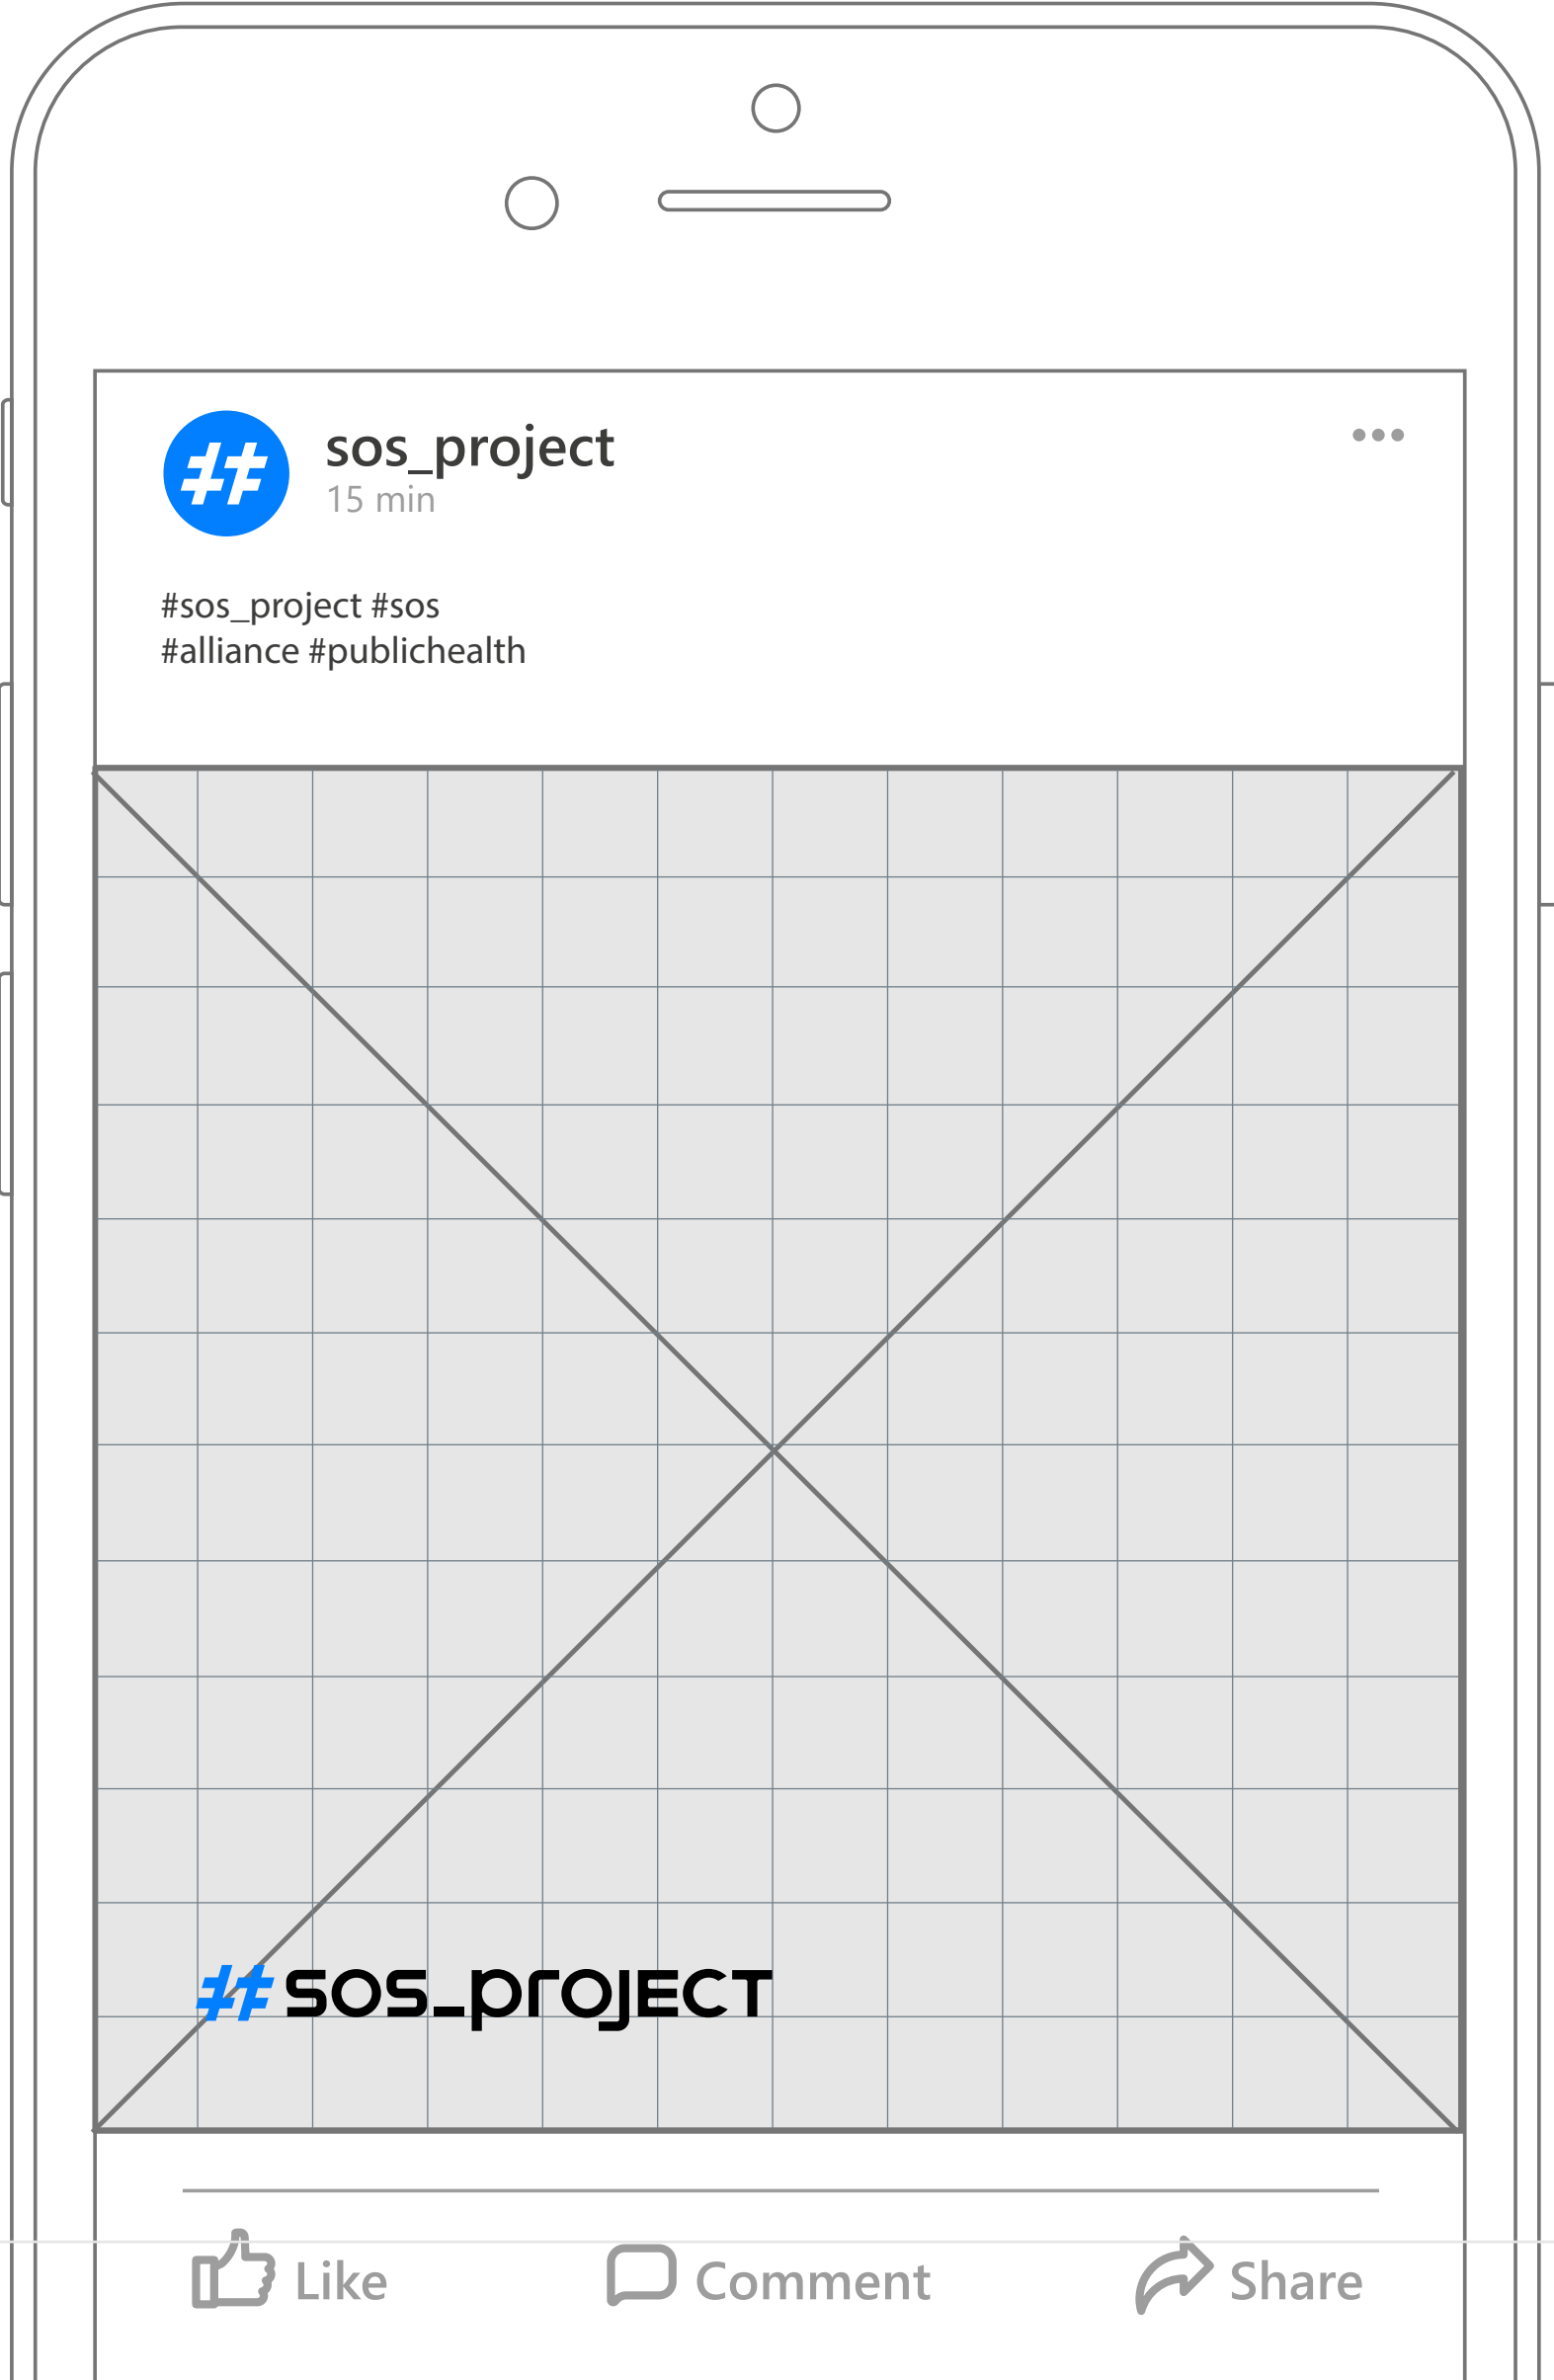 ##
sos_project
15 min
#sos_project #sos
#alliance #publichealth
## SOS_PROJECT
Like
Comment
Share